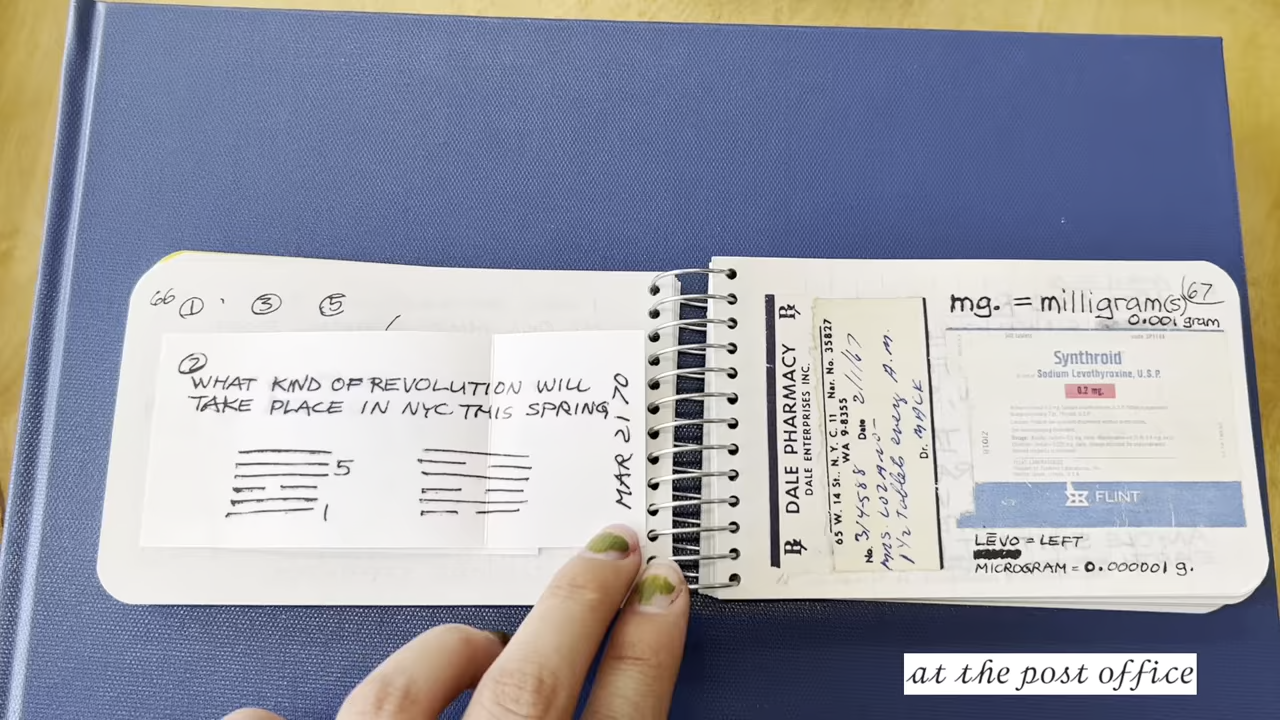 66 ① ③ ⑤
②
WHAT KIND OF REVOLUTION WILL
TAKE PLACE IN NYC THIS SPRING,
MAR 21 70
5
1
67
mg. = milligram(s)
0.001 gram
DALE PHARMACY
DALE ENTERPRISES INC.
65 W. 14 St., N. Y. C. 11 Nar. No. 35827
WA 9-8355
No. 314588 Date 2/1/67
MRS. LOZANO—
1½ Tablet every A.M.
Dr. MACK
Synthroid
Sodium Levothyroxine, U.S.P.
0.2 mg.
FLINT
LĒVO = LEFT
MICROGRAM = 0.000001 g.
at the post office